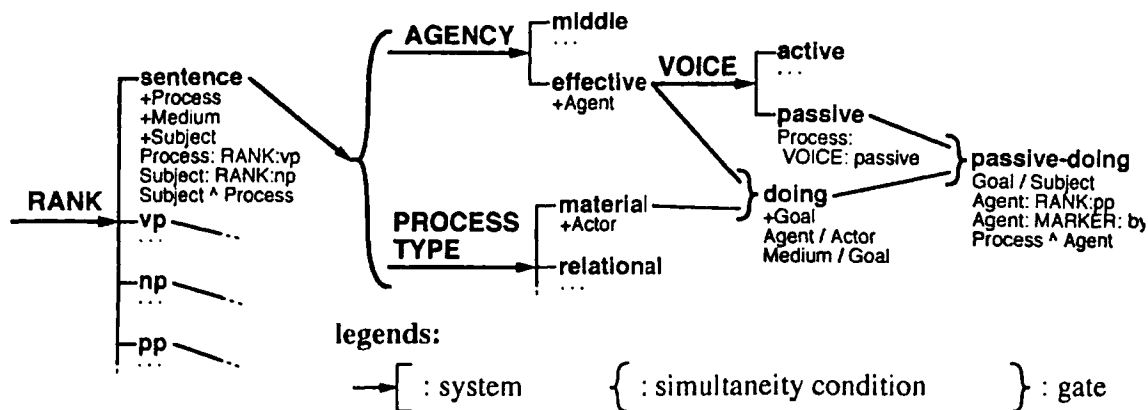 RANK
sentence
+Process
+Medium
+Subject
Process: RANK:vp
Subject: RANK:np
Subject ^ Process
vp
...
np
...
pp
...
AGENCY
middle
...
effective
+Agent
PROCESS
TYPE
material
+Actor
relational
...
VOICE
active
...
passive
Process:
VOICE: passive
doing
+Goal
Agent / Actor
Medium / Goal
passive-doing
Goal / Subject
Agent: RANK:pp
Agent: MARKER: by
Process ^ Agent
legends:
: system { : simultaneity condition } : gate